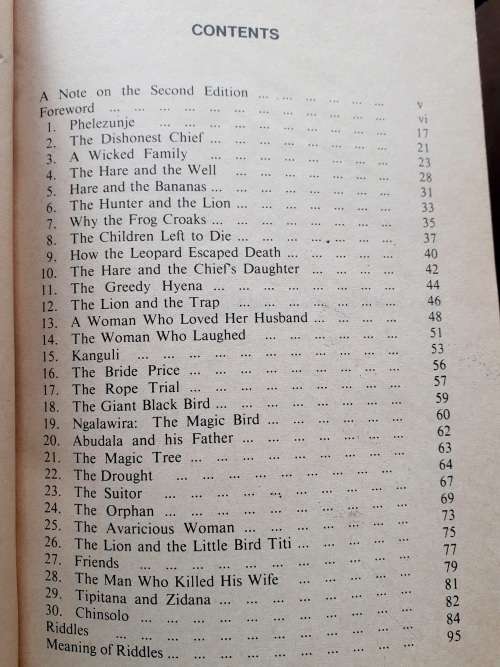 CONTENTS
A Note on the Second Edition ... ... ... ... ... ... v
Foreword ... ... ... ... ... ... ... ... ... ... ... vi
1. Phelezunje ... ... ... ... ... ... ... ... ... 17
2. The Dishonest Chief ... ... ... ... ... ... ... 21
3. A Wicked Family ... ... ... ... ... ... ... ... 23
4. The Hare and the Well ... ... ... ... ... ... 28
5. Hare and the Bananas ... ... ... ... ... ... ... 31
6. The Hunter and the Lion ... ... ... ... ... ... 33
7. Why the Frog Croaks ... ... ... ... ... ... ... 35
8. The Children Left to Die ... ... ... ... ... ... 37
9. How the Leopard Escaped Death ... ... ... ... ... 40
10. The Hare and the Chief's Daughter ... ... ... ... 42
11. The Greedy Hyena ... ... ... ... ... ... ... 44
12. The Lion and the Trap ... ... ... ... ... ... 46
13. A Woman Who Loved Her Husband ... ... ... ... 48
14. The Woman Who Laughed ... ... ... ... ... ... 51
15. Kanguli ... ... ... ... ... ... ... ... ... ... 53
16. The Bride Price ... ... ... ... ... ... ... ... 56
17. The Rope Trial ... ... ... ... ... ... ... ... 57
18. The Giant Black Bird ... ... ... ... ... ... ... 59
19. Ngalawira: The Magic Bird ... ... ... ... ... 60
20. Abudala and his Father ... ... ... ... ... ... 62
21. The Magic Tree ... ... ... ... ... ... ... ... 63
22. The Drought ... ... ... ... ... ... ... ... 64
23. The Suitor ... ... ... ... ... ... ... ... ... 67
24. The Orphan ... ... ... ... ... ... ... ... 69
25. The Avaricious Woman ... ... ... ... ... ... 73
26. The Lion and the Little Bird Titi ... ... ... ... 75
27. Friends ... ... ... ... ... ... ... ... ... ... 77
28. The Man Who Killed His Wife ... ... ... ... 79
29. Tipitana and Zidana ... ... ... ... ... ... ... 81
30. Chinsolo ... ... ... ... ... ... ... ... ... 82
Riddles ... ... ... ... ... ... ... ... ... ... ... 84
Meaning of Riddles ... ... ... ... ... ... ... ... ... 95